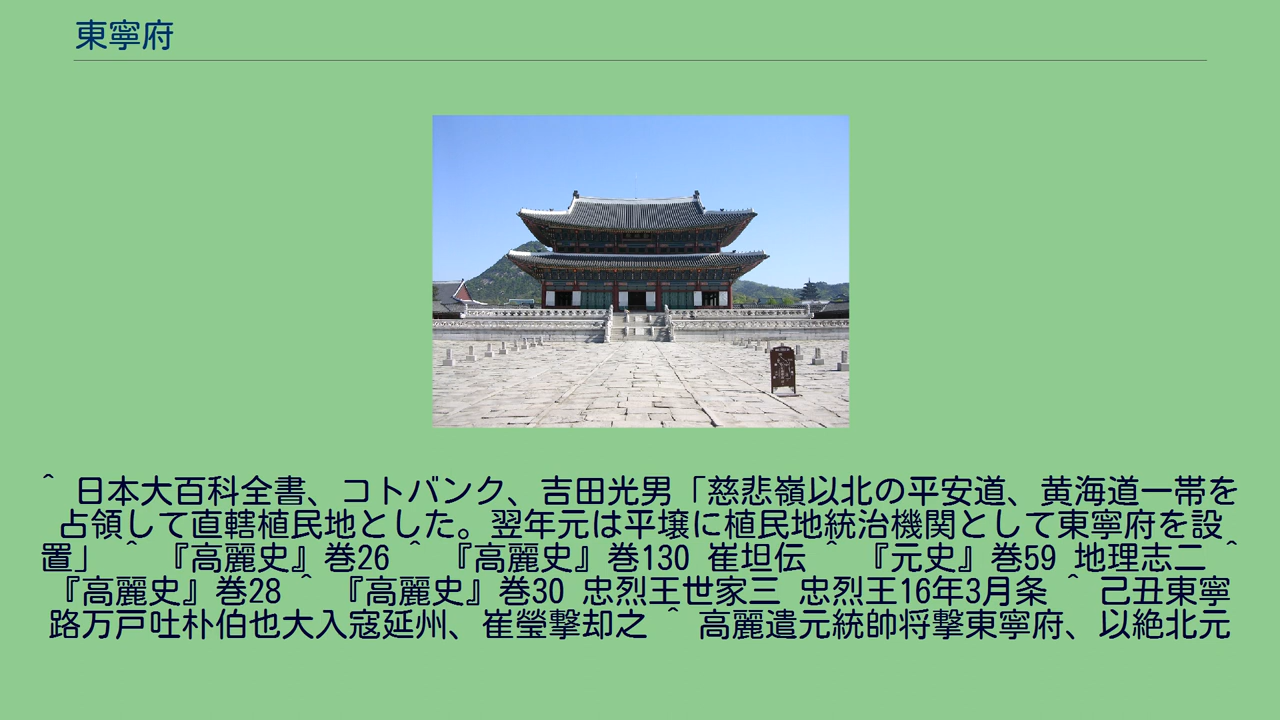 東寧府
^ 日本大百科全書、コトバンク、吉田光男「慈悲嶺以北の平安道、黄海道一帯を
占領して直轄植民地とした。翌年元は平壌に植民地統治機関として東寧府を設
置」 ^ 『高麗史』巻26 ^ 『高麗史』巻130 崔坦伝 ^ 『元史』巻59 地理志二 ^
『高麗史』巻28 ^ 『高麗史』巻30 忠烈王世家三 忠烈王16年3月条 ^ 己丑東寧
路万戸吐朴伯也大入寇延州、崔瑩撃却之 ^ 高麗遣元統帥将撃東寧府、以絶北元